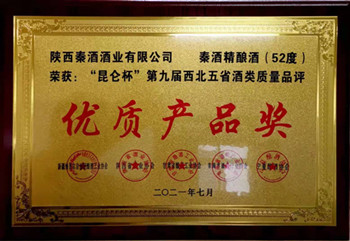 陕西秦酒酒业有限公司 秦酒精酿酒(52度)
荣获:“昆仑杯”第九届西北五省酒类质量品评
优质产品奖
二〇二一年七月